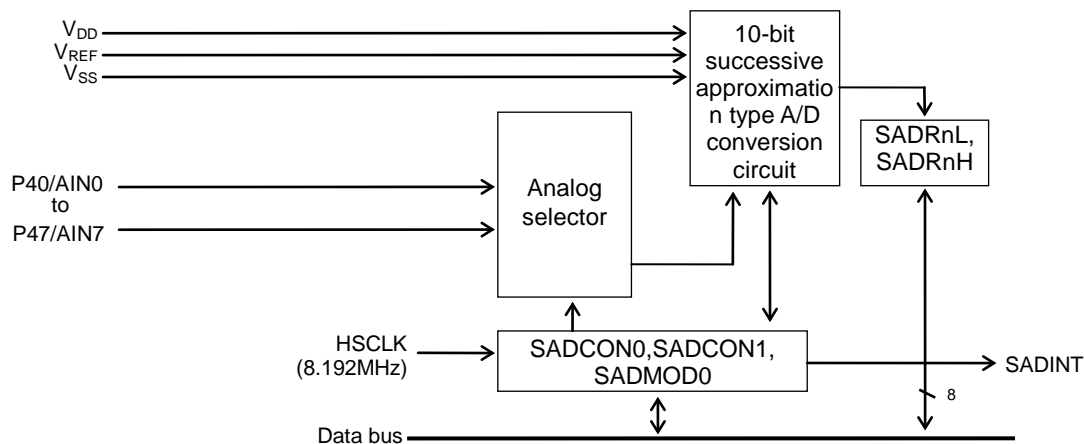 VDD
VREF
VSS
10-bit
successive
approximatio
n type A/D
conversion
circuit
SADRnL,
SADRnH
P40/AIN0
to
P47/AIN7
Analog
selector
HSCLK
(8.192MHz)
SADCON0,SADCON1,
SADMOD0
SADINT
8
Data bus